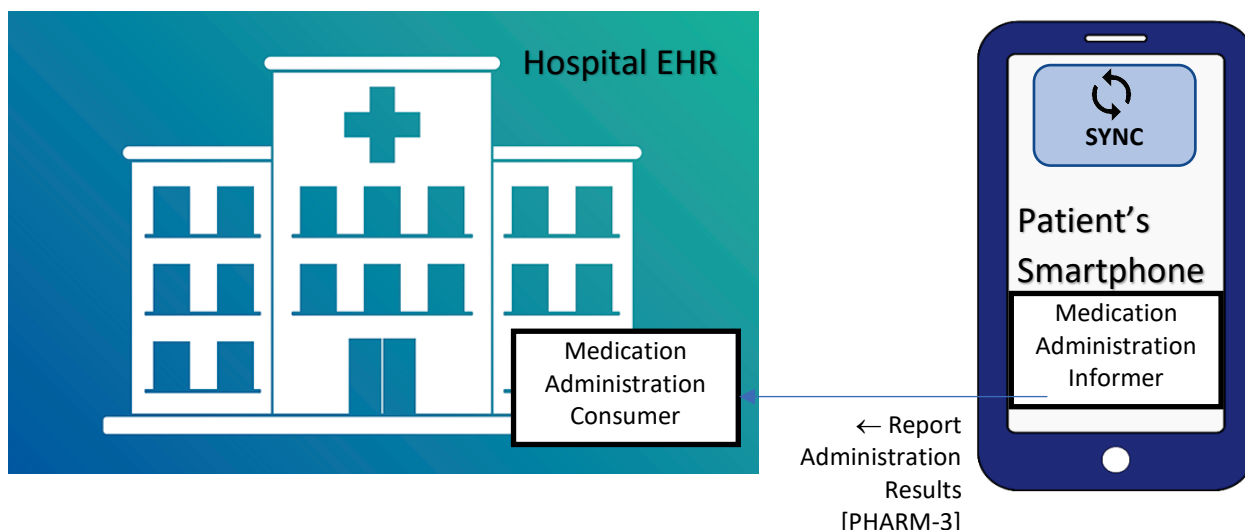 Hospital EHR
Medication
Administration
Consumer
← Report
Administration
Results
[PHARM-3]
SYNC
Patient’s
Smartphone
Medication
Administration
Informer